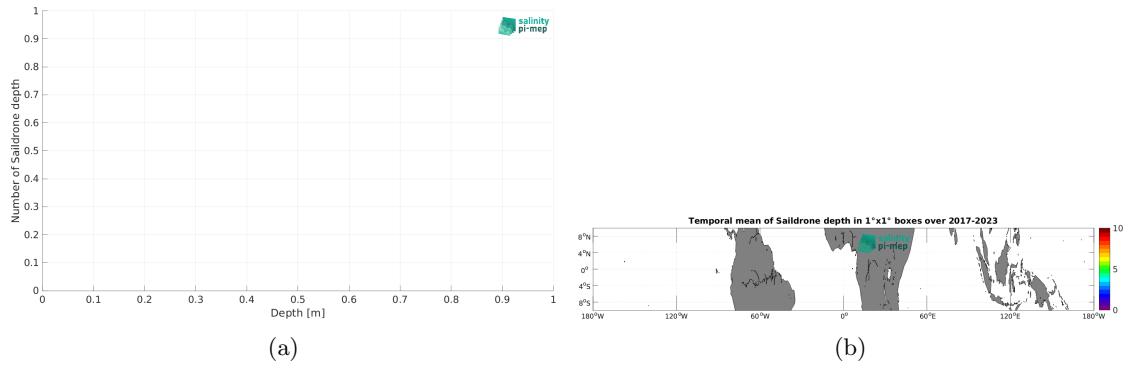 1
0.9
0.8
0.7
0.6
0.5
0.4
0.3
0.2
0.1
0
Number of Saildrone depth
0 0.1 0.2 0.3 0.4 0.5 0.6 0.7 0.8 0.9 1
Depth [m]
salinity
pi-mep
(a)
Temporal mean of Saildrone depth in 1°x1° boxes over 2017-2023
salinity
pi-mep
8°N
4°N
0°
4°S
8°S
180°W 120°W 60°W 0° 60°E 120°E 180°W
10
5
0
(b)